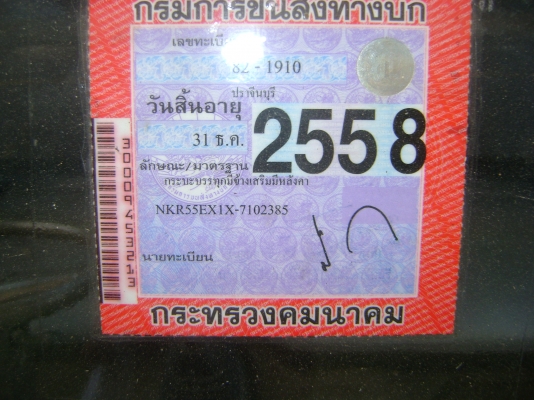 กรมการขนส่งทางบก
เลขทะเบี
82 - 1910
ปราจีนบุรี
วันสิ้นอายุ
31 ธ.ค. 2558
ลักษณะ/มาตรฐาน
กระบะบรรทุกมีข้างเสริมมีหลังคา
NKR55EX1X-7102385
นายทะเบียน
กระทรวงคมนาคม
300009453213